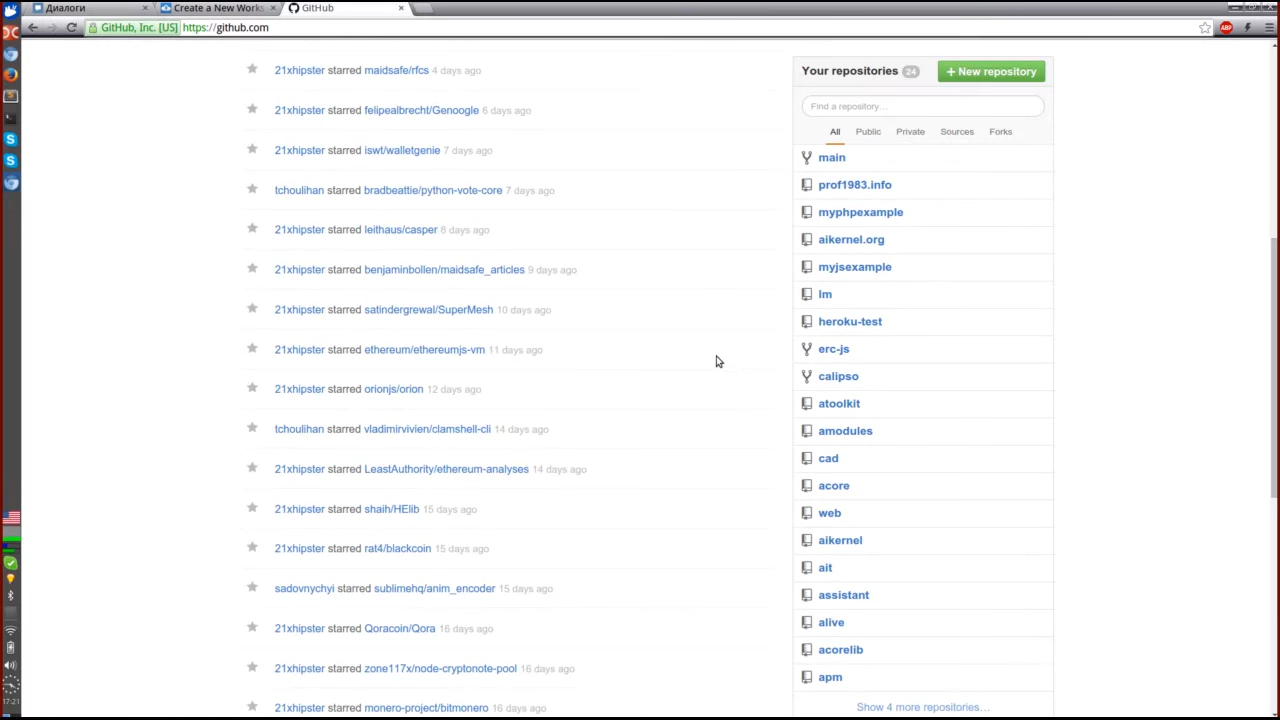 Диалоги
Create a New Works
GitHub
GitHub, Inc. [US] https://github.com
ABP
21xhipster starred maidsafe/rfcs 4 days ago
21xhipster starred felipealbrecht/Genoogle 6 days ago
21xhipster starred iswt/walletgenie 7 days ago
tchoulihan starred bradbeattie/python-vote-core 7 days ago
21xhipster starred leithaus/casper 8 days ago
21xhipster starred benjaminbollen/maidsafe_articles 9 days ago
21xhipster starred satindergrewal/SuperMesh 10 days ago
21xhipster starred ethereum/ethereumjs-vm 11 days ago
21xhipster starred orionjs/orion 12 days ago
tchoulihan starred vladimirvivien/clamshell-cli 14 days ago
21xhipster starred LeastAuthority/ethereum-analyses 14 days ago
21xhipster starred shaih/HElib 15 days ago
21xhipster starred rat4/blackcoin 15 days ago
sadovnychyi starred sublimehq/anim_encoder 15 days ago
21xhipster starred Qoracoin/Qora 16 days ago
21xhipster starred zone117x/node-cryptonote-pool 16 days ago
21xhipster starred monero-project/bitmonero 16 days ago
Your repositories 24
+ New repository
Find a repository…
All Public Private Sources Forks
main
prof1983.info
myphpexample
aikernel.org
myjsexample
lm
heroku-test
erc-js
calipso
atoolkit
amodules
cad
acore
web
aikernel
ait
assistant
alive
acorelib
apm
Show 4 more repositories…
17:21